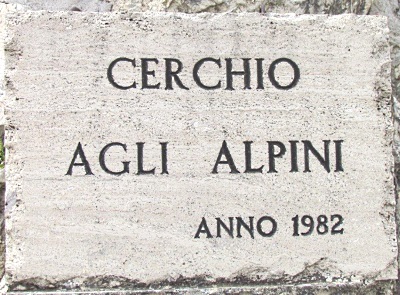 CERCHIO
AGLI ALPINI
ANNO 1982